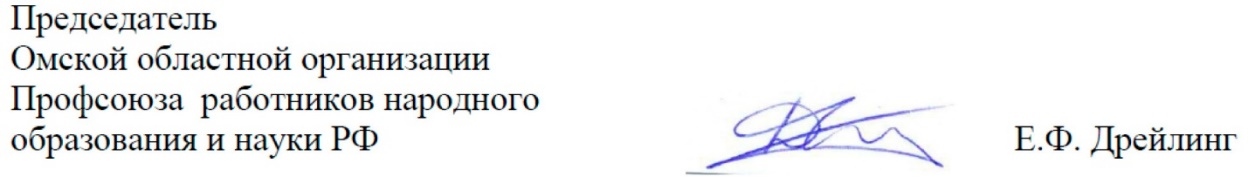 Председатель
Омской областной организации
Профсоюза работников народного
образования и науки РФ Е.Ф. Дрейлинг